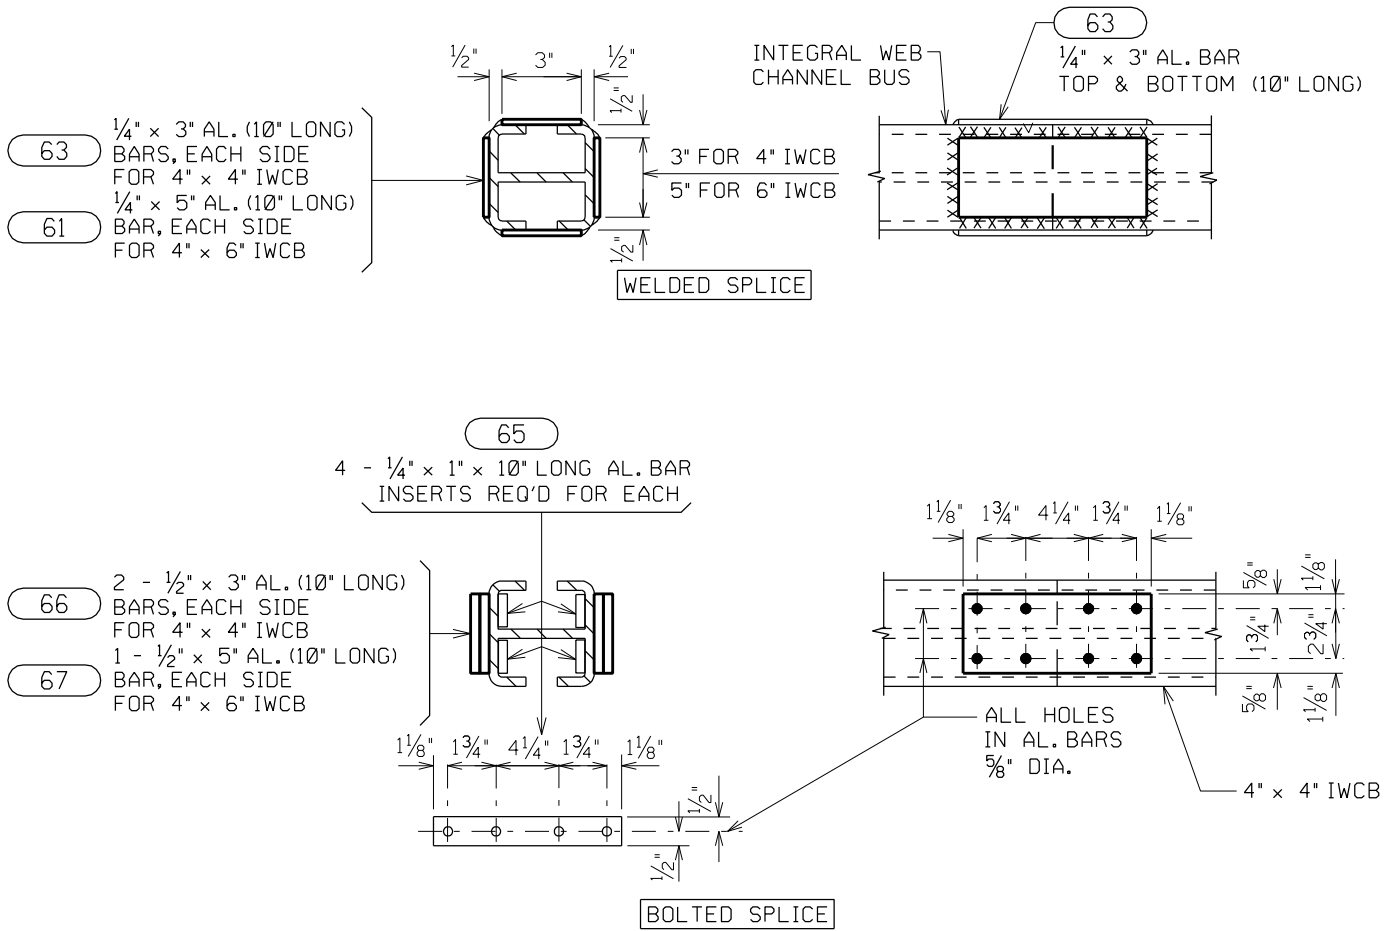 63
INTEGRAL WEB
CHANNEL BUS
¼" x 3" AL. BAR
TOP & BOTTOM (10" LONG)
½" 3" ½"
½"
63
¼" x 3" AL. (10" LONG)
BARS, EACH SIDE
FOR 4" x 4" IWCB
61
¼" x 5" AL. (10" LONG)
BAR, EACH SIDE
FOR 4" x 6" IWCB
3" FOR 4" IWCB
5" FOR 6" IWCB
½"
WELDED SPLICE
65
4 - ¼" x 1" x 10" LONG AL. BAR
INSERTS REQ'D FOR EACH
66
2 - ½" x 3" AL. (10" LONG)
BARS, EACH SIDE
FOR 4" x 4" IWCB
67
1 - ½" x 5" AL. (10" LONG)
BAR, EACH SIDE
FOR 4" x 6" IWCB
1⅛" 1¾" 4¼" 1¾" 1⅛"
⅝" 1⅛"
1¾" 2¾"
⅝" 1⅛"
ALL HOLES
IN AL. BARS
⅝" DIA.
4" x 4" IWCB
1⅛" 1¾" 4¼" 1¾" 1⅛"
½"
½"
BOLTED SPLICE